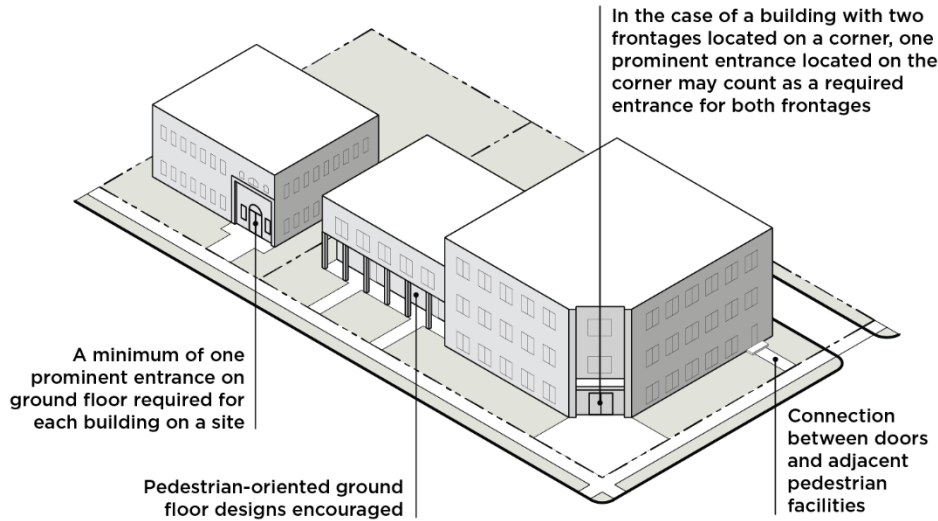 In the case of a building with two
frontages located on a corner, one
prominent entrance located on the
corner may count as a required
entrance for both frontages
A minimum of one
prominent entrance on
ground floor required for
each building on a site
Pedestrian-oriented ground
floor designs encouraged
Connection
between doors
and adjacent
pedestrian
facilities